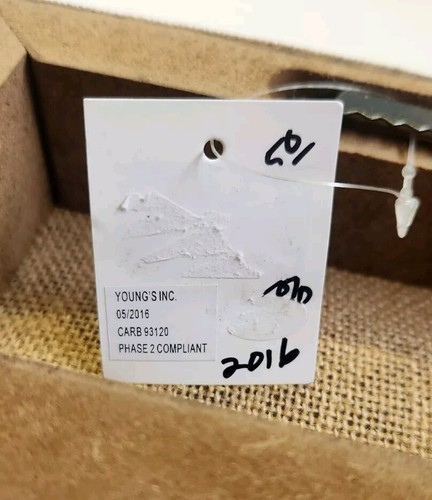 YOUNG'S INC.
05/2016
CARB 93120
PHASE 2 COMPLIANT
2016